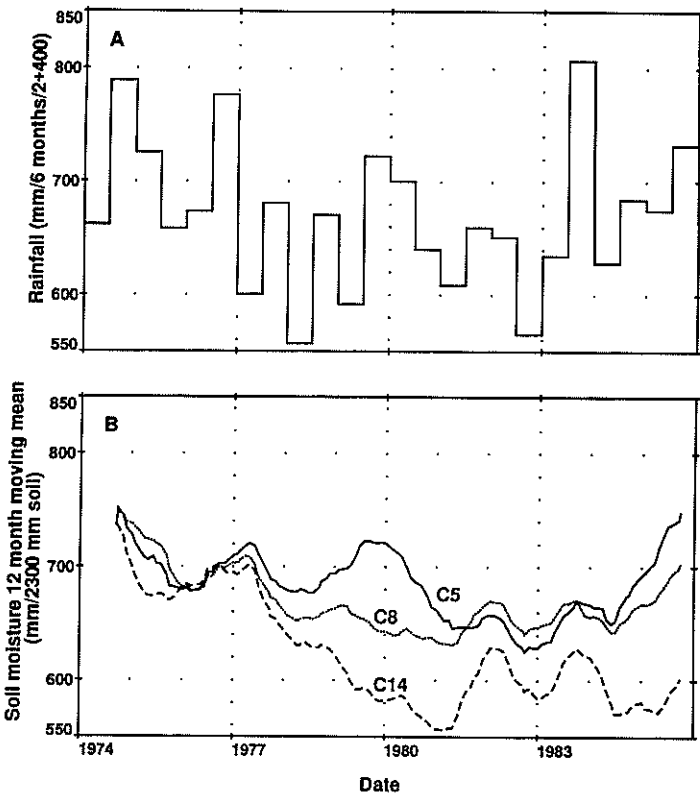 850
A
800
700
600
550
Rainfall (mm/6 months/2+400)
850
B
800
700
600
550
Soil moisture 12 month moving mean
(mm/2300 mm soil)
C5
C8
C14
1974
1977
1980
1983
Date